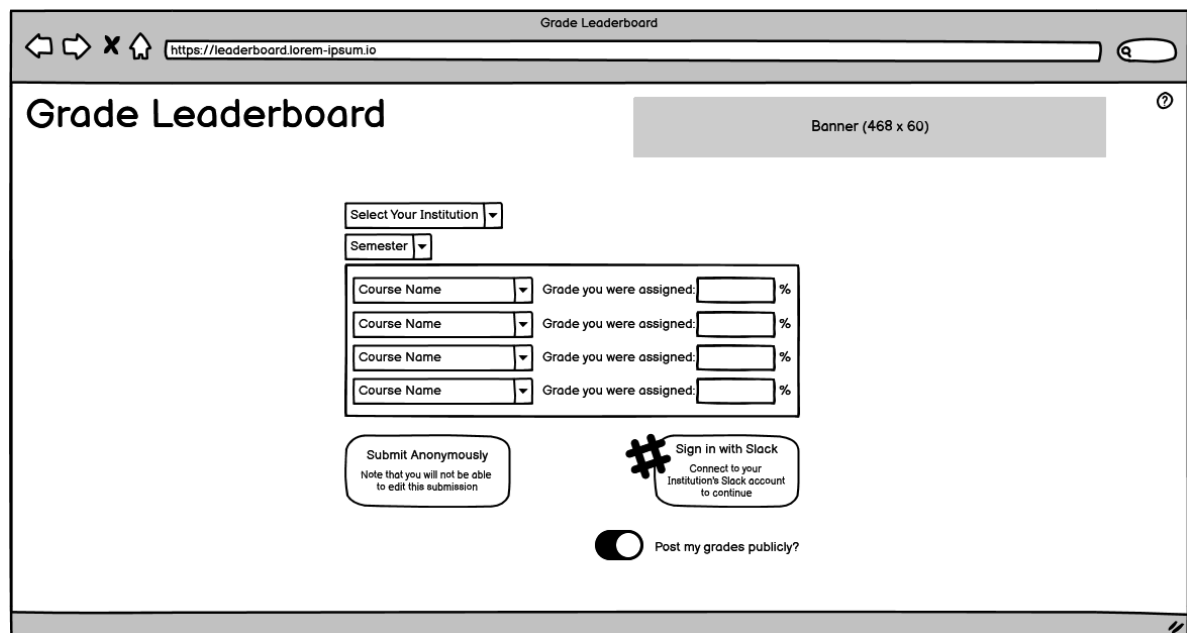 Grade Leaderboard
https://leaderboard.lorem-ipsum.io
Grade Leaderboard
Banner (468 x 60)
?
Select Your Institution
Semester
Course Name Grade you were assigned: %
Course Name Grade you were assigned: %
Course Name Grade you were assigned: %
Course Name Grade you were assigned: %
Submit Anonymously
Note that you will not be able
to edit this submission
Sign in with Slack
Connect to your
Institution's Slack account
to continue
Post my grades publicly?